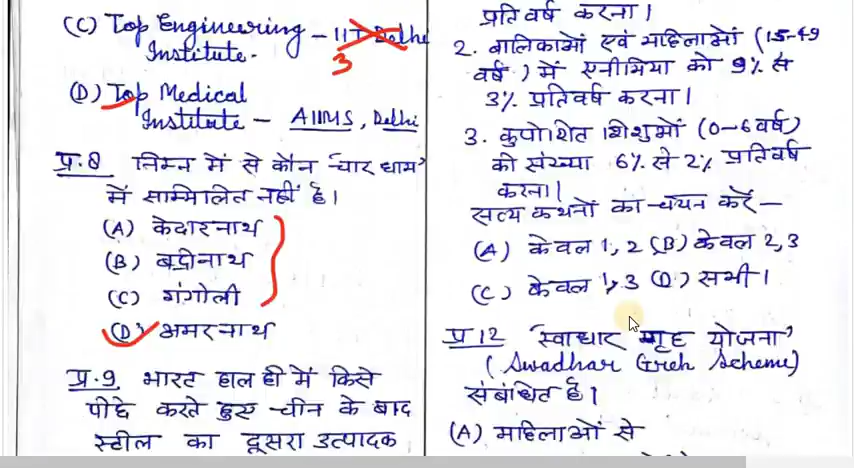 (C) Top Engineering – IIT Delhi
Institute. 3
(D) Top Medical
Institute – AIIMS, Delhi
प्र.8 निम्न में से कौन 'चार धाम'
में सम्मिलित नहीं है।
(A) केदारनाथ
(B) बद्रीनाथ
(C) गंगोली
(D) अमरनाथ
प्र.9. भारत हाल ही में किसे
पीछे करते हुए चीन के बाद
स्टील का दूसरा उत्पादक
प्रतिवर्ष करना।
2. बालिकाओं एवं महिलाओं (15-49
वर्ष) में एनीमिया को 9% से
3% प्रतिवर्ष करना।
3. कुपोशित शिशुओं (0-6 वर्ष)
की संख्या 6% से 2% प्रतिवर्ष
करना।
सत्य कथनों का चयन करें –
(A) केवल 1, 2 (B) केवल 2,3
(C) केवल 1, 3 (D) सभी।
प्र 12 'स्वाधार गृह योजना'
(Swadhar Greh Scheme)
संबंधित है।
(A) महिलाओं से